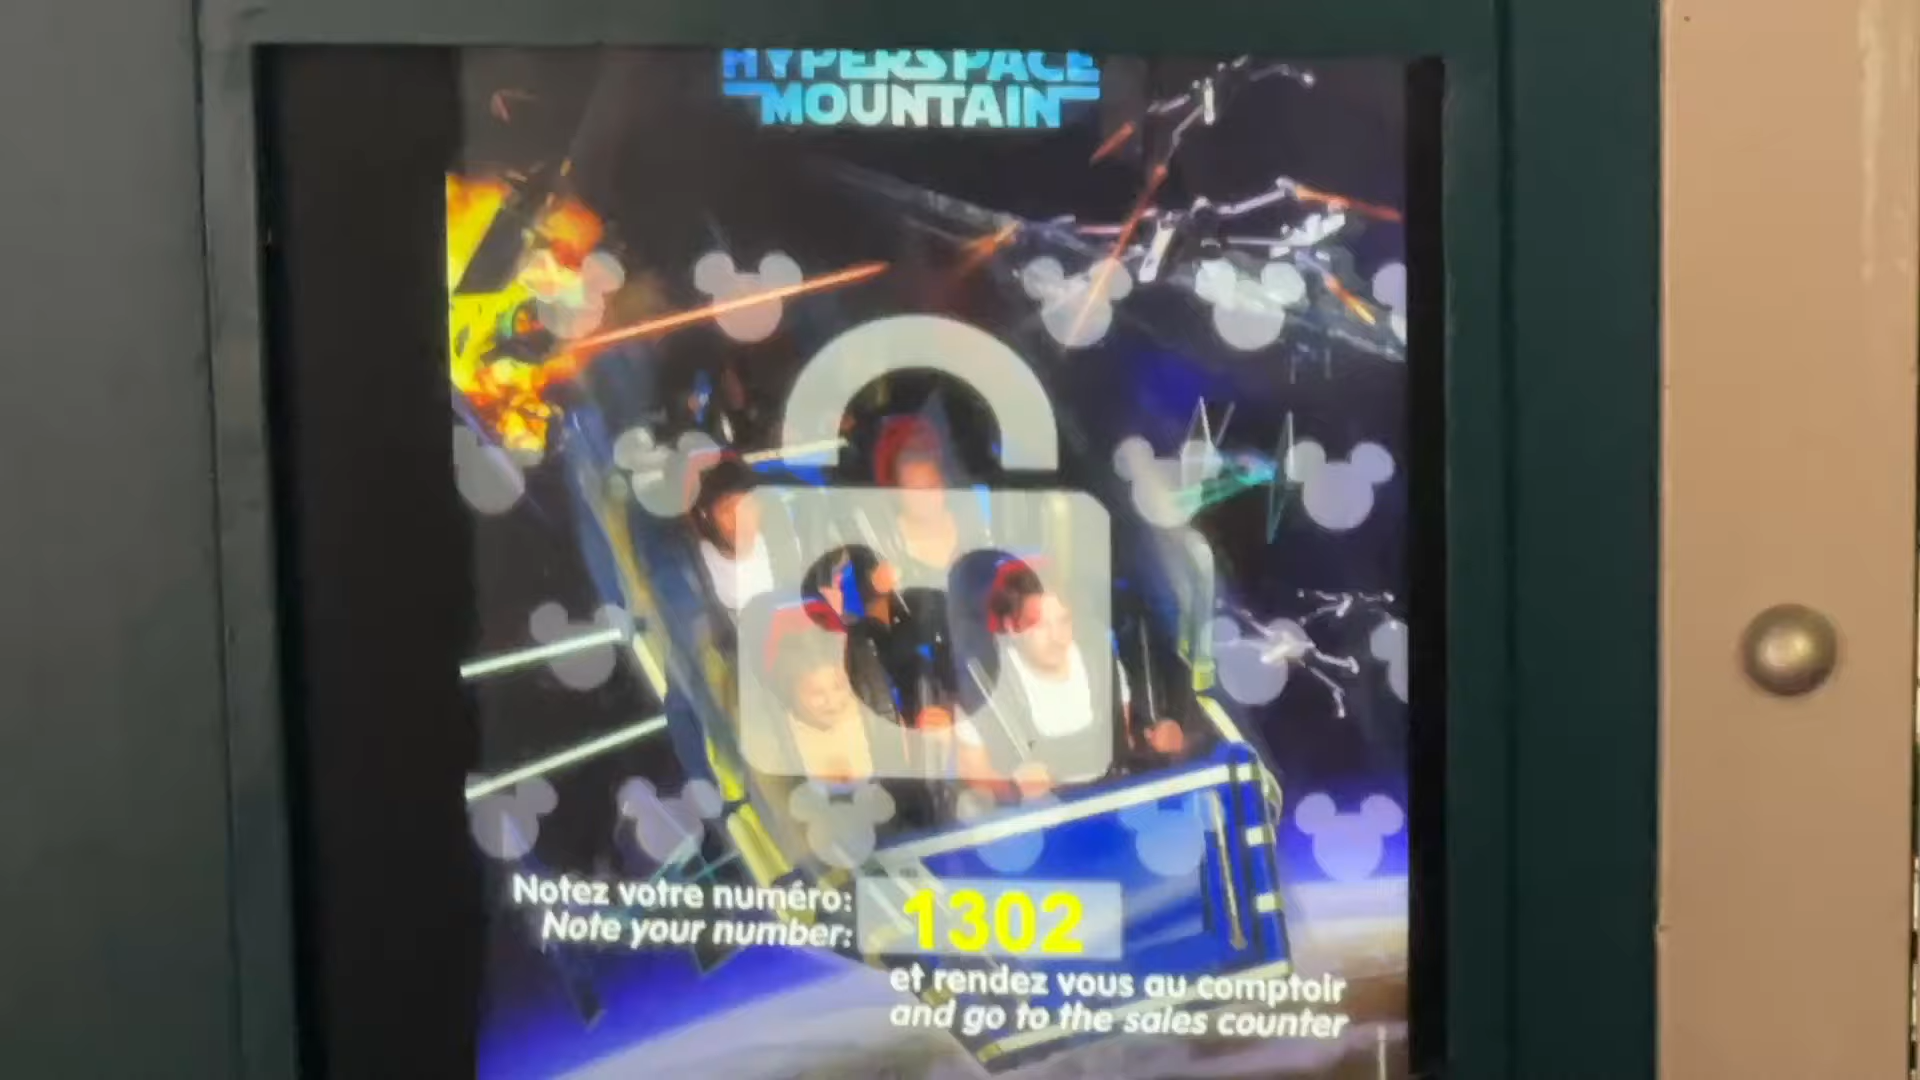 HYPERSPACE
MOUNTAIN
Notez votre numéro:
Note your number:
1302
et rendez vous au comptoir
and go to the sales counter